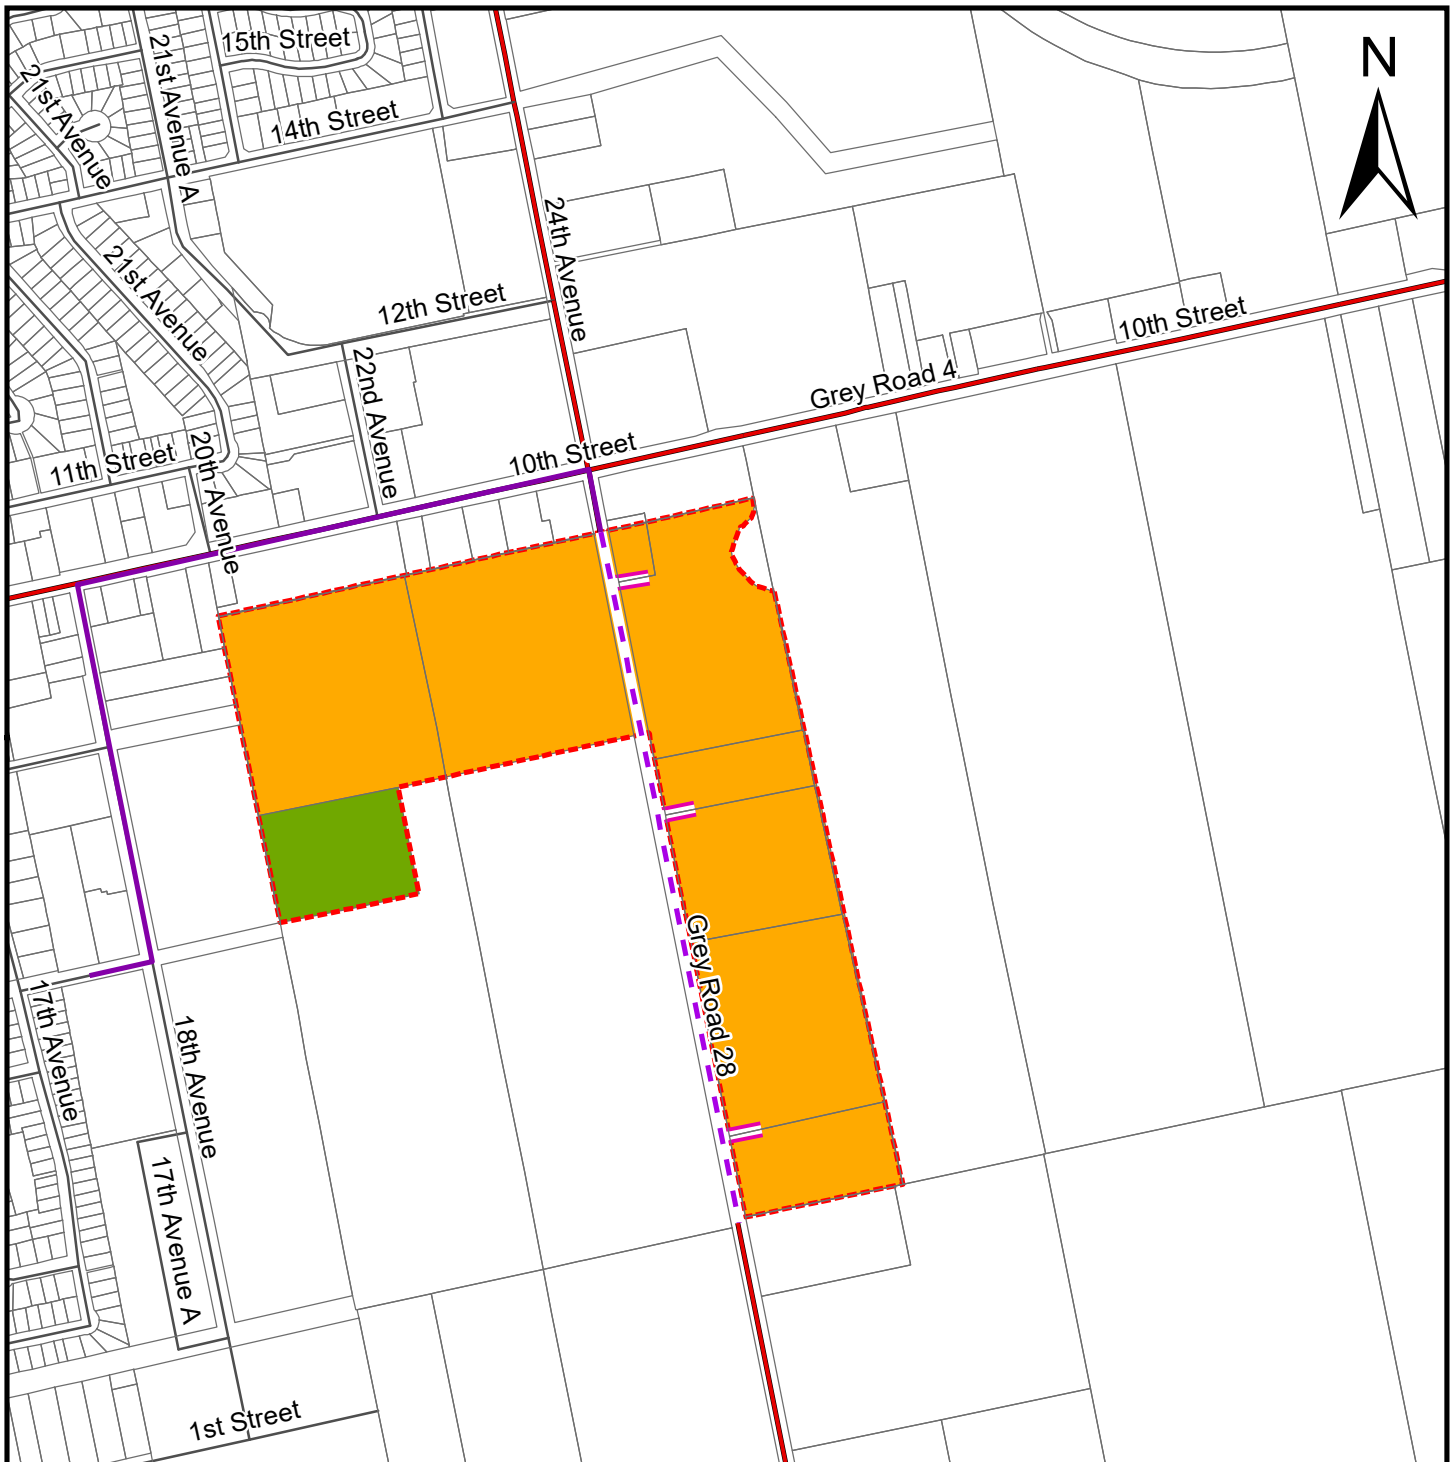 15th Street
21st Avenue A
21st Avenue
14th Street
N
24th Avenue
21st Avenue
12th Street
10th Street
22nd Avenue
Grey Road 4
10th Street
11th Street
20th Avenue
Grey Road 28
17th Avenue
18th Avenue
17th Avenue A
1st Street